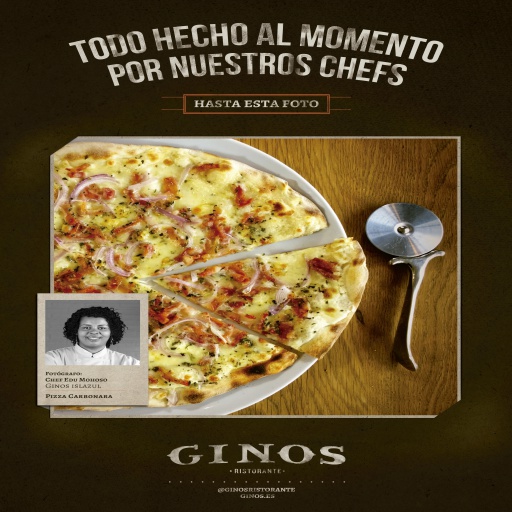 TODO HECHO AL MOMENTO
POR NUESTROS CHEFS
HASTA ESTA FOTO
FOTÓGRAFO:
CHEF EDU MOHOSO
GINOS ISLAZUL
PIZZA CARBONARA
GINOS
• RISTORANTE •
@GINOSRISTORANTE
GINOS.ES